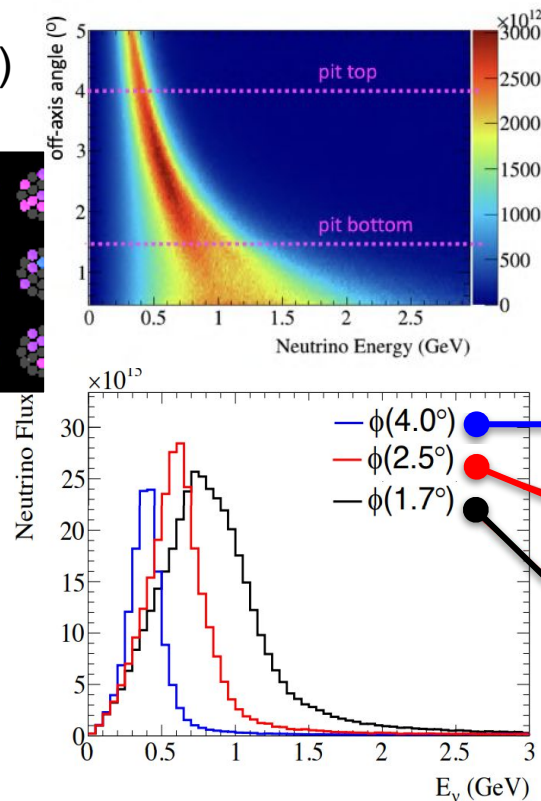 )
×10¹²
off-axis angle (°)
5
4
3
2
1
pit top
pit bottom
3000
2500
2000
1500
1000
500
0
0 0.5 1 1.5 2 2.5
Neutrino Energy (GeV)
×10¹⁵
Neutrino Flux
30
25
20
15
10
5
0
ϕ(4.0°)
ϕ(2.5°)
ϕ(1.7°)
0 0.5 1 1.5 2 2.5 3
Eᵥ (GeV)